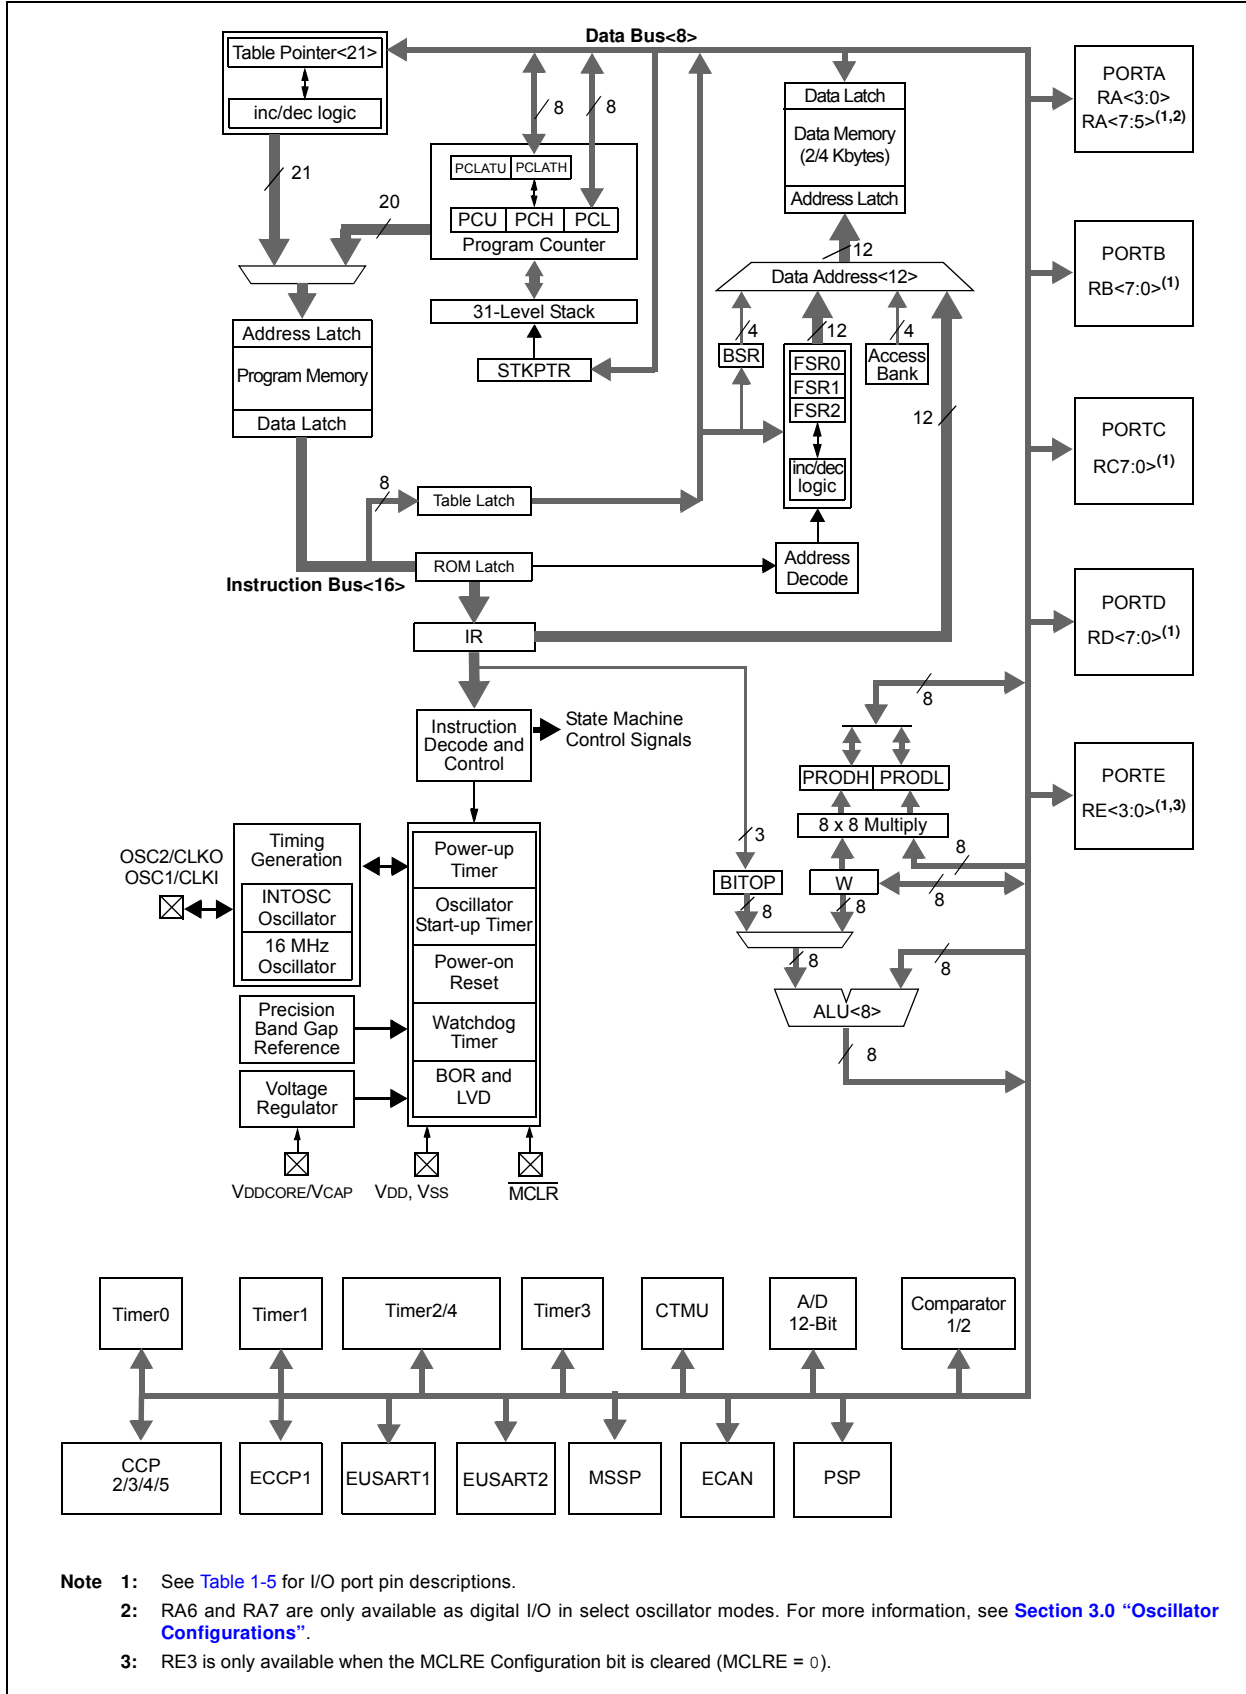 Data Bus<8>
Table Pointer<21>
inc/dec logic
21
20
8
8
PCLATU PCLATH
PCU PCH PCL
Program Counter
31-Level Stack
STKPTR
Data Latch
Data Memory
(2/4 Kbytes)
Address Latch
12
Data Address<12>
4
12
4
BSR
FSR0
FSR1
FSR2
inc/dec
logic
Access
Bank
12
Address
Decode
Address Latch
Program Memory
Data Latch
8
Table Latch
ROM Latch
Instruction Bus<16>
IR
Instruction
Decode and
Control
State Machine
Control Signals
8
PRODH PRODL
8 x 8 Multiply
3
8
BITOP
W
8
8
8
8
8
ALU<8>
8
OSC2/CLKO
OSC1/CLKI
Timing
Generation
INTOSC
Oscillator
16 MHz
Oscillator
Precision
Band Gap
Reference
Voltage
Regulator
Power-up
Timer
Oscillator
Start-up Timer
Power-on
Reset
Watchdog
Timer
BOR and
LVD
VDDCORE/VCAP
VDD, VSS
MCLR
PORTA
RA<3:0>
RA<7:5>(1,2)
PORTB
RB<7:0>(1)
PORTC
RC7:0>(1)
PORTD
RD<7:0>(1)
PORTE
RE<3:0>(1,3)
Timer0
Timer1
Timer2/4
Timer3
CTMU
A/D
12-Bit
Comparator
1/2
CCP
2/3/4/5
ECCP1
EUSART1
EUSART2
MSSP
ECAN
PSP
Note 1: See Table 1-5 for I/O port pin descriptions.
2: RA6 and RA7 are only available as digital I/O in select oscillator modes. For more information, see Section 3.0 “Oscillator
Configurations”.
3: RE3 is only available when the MCLRE Configuration bit is cleared (MCLRE = 0).